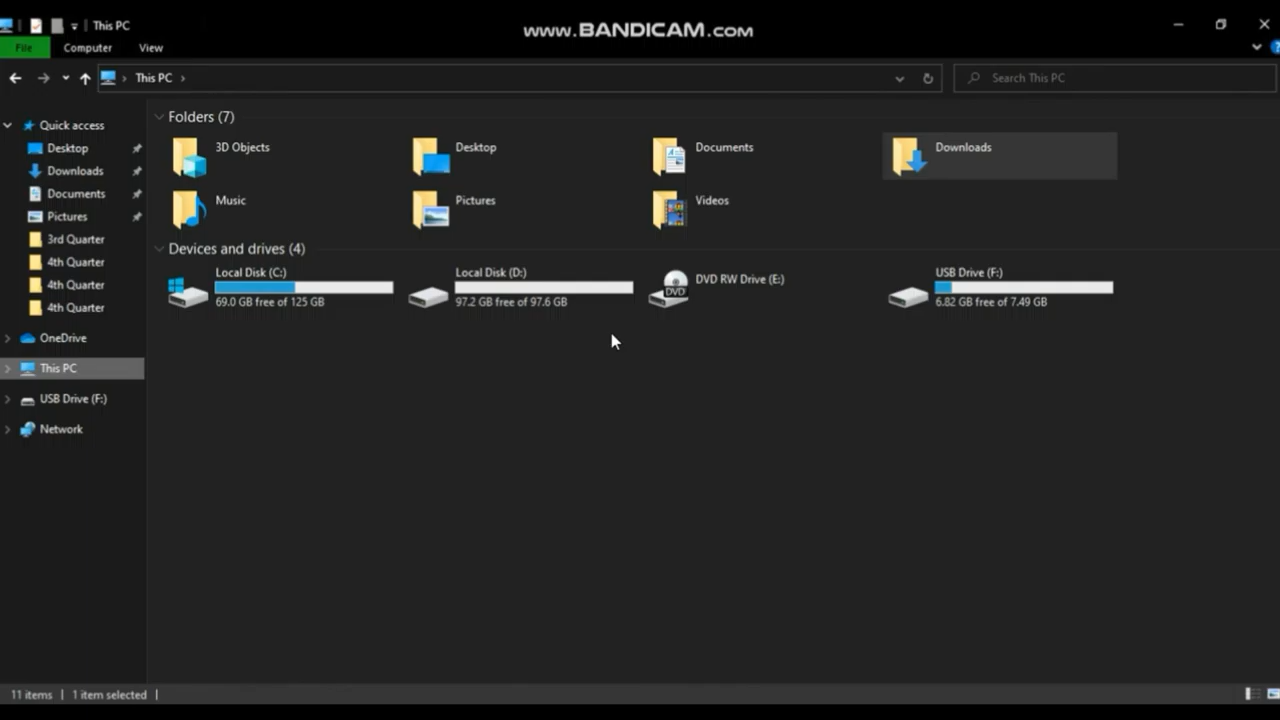 This PC
www.BANDICAM.com
File
Computer
View
This PC
Search This PC
Quick access
Desktop
Downloads
Documents
Pictures
3rd Quarter
4th Quarter
4th Quarter
4th Quarter
OneDrive
This PC
USB Drive (F:)
Network
Folders (7)
3D Objects
Desktop
Documents
Downloads
Music
Pictures
Videos
Devices and drives (4)
Local Disk (C:)
69.0 GB free of 125 GB
Local Disk (D:)
97.2 GB free of 97.6 GB
DVD RW Drive (E:)
DVD
USB Drive (F:)
6.82 GB free of 7.49 GB
11 items
1 item selected